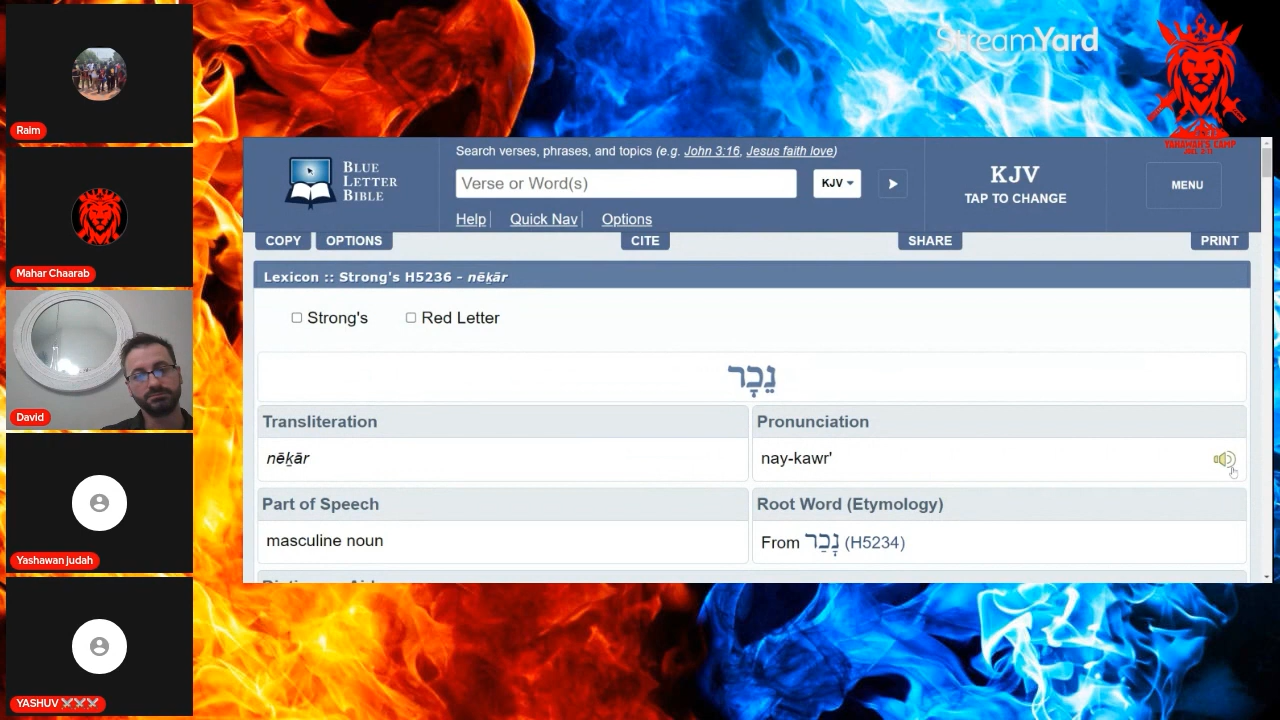 Raim
Mahar Chaarab
David
Yashawan judah
YASHUV ⚔⚔⚔
StreamYard
YAHAWAH'S CAMP
BLUE
LETTER
BIBLE
Search verses, phrases, and topics (e.g. John 3:16, Jesus faith love)
Verse or Word(s)
KJV
Help
Quick Nav
Options
KJV
TAP TO CHANGE
MENU
COPY
OPTIONS
CITE
SHARE
PRINT
Lexicon :: Strong's H5236 - nēḵār
Strong's
Red Letter
נֵכָר
Transliteration
nēḵār
Pronunciation
nay-kawr'
Part of Speech
masculine noun
Root Word (Etymology)
From נָכַר (H5234)